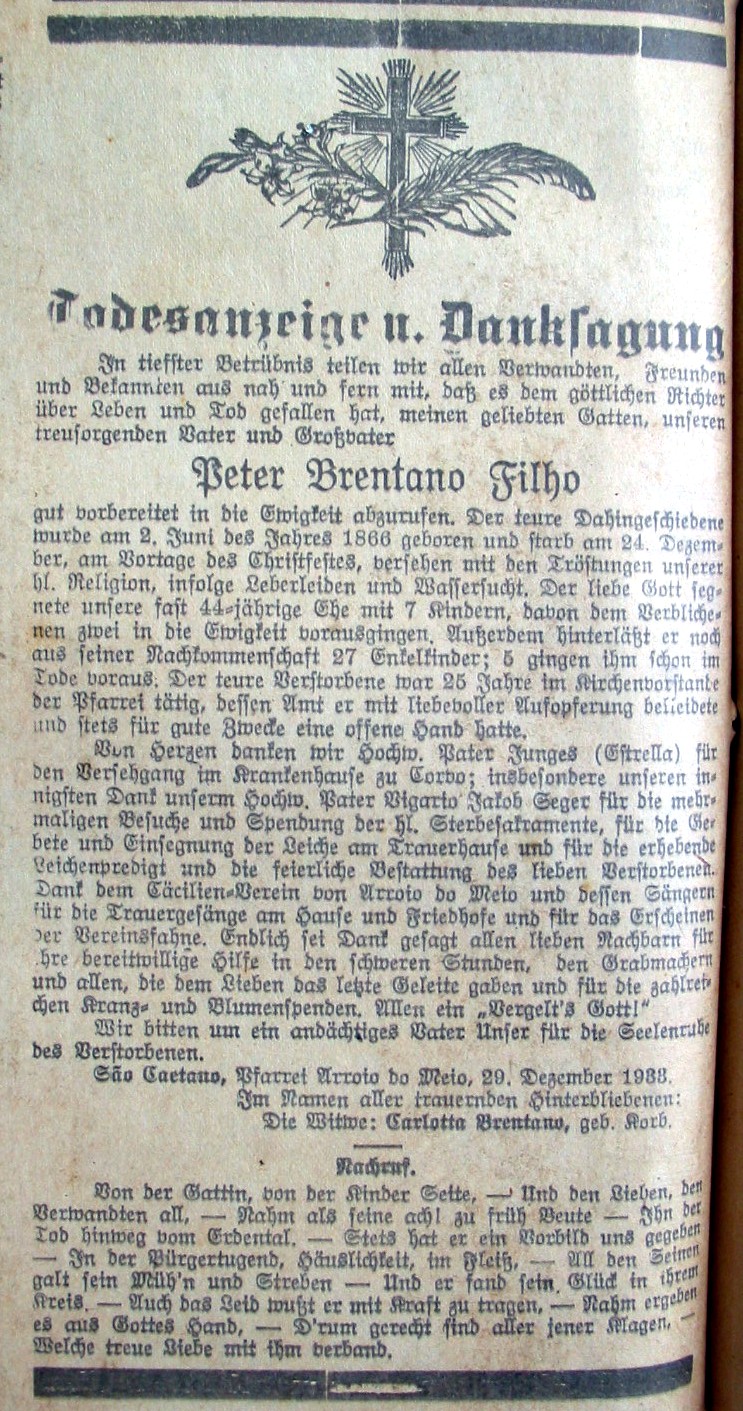 Todesanzeige u. Danksagung
In tiefster Betrübnis teilen wir allen Verwandten, Freunden
und Bekannten aus nah und fern mit, daß es dem göttlichen Richter
über Leben und Tod gefallen hat, meinen geliebten Gatten, unseren
treusorgenden Vater und Großvater
Peter Brentano Filho
gut vorbereitet in die Ewigkeit abzurufen. Der teure Dahingeschiedene
wurde am 2. Juni des Jahres 1866 geboren und starb am 24. Dezem-
ber, am Vortage des Christfestes, versehen mit den Tröstungen unserer
hl. Religion, infolge Leberleiden und Wassersucht. Der liebe Gott seg-
nete unsere fast 44-jährige Ehe mit 7 Kindern, davon dem Verbliche-
nen zwei in die Ewigkeit vorausgingen. Außerdem hinterläßt er noch
aus seiner Nachkommenschaft 27 Enkelkinder; 5 gingen ihm schon im
Tode voraus. Der teure Verstorbene war 25 Jahre im Kirchenvorstande
der Pfarrei tätig, dessen Amt er mit liebevoller Aufopferung bekleidete
und stets für gute Zwecke eine offene Hand hatte.
Von Herzen danken wir Hochw. Pater Junges (Estrella) für
den Versehgang im Krankenhause zu Corvo; insbesondere unseren in-
nigsten Dank unserm Hochw. Pater Vigario Jakob Seger für die mehr-
maligen Besuche und Spendung der hl. Sterbesakramente, für die Ge-
bete und Einsegnung der Leiche am Trauerhause und für die erhebende
Leichenpredigt und die feierliche Bestattung des lieben Verstorbenen.
Dank dem Cäcilien-Verein von Arroio do Meio und dessen Sängern
für die Trauergesänge am Hause und Friedhofe und für das Erscheinen
der Vereinsfahne. Endlich sei Dank gesagt allen lieben Nachbarn für
ihre bereitwillige Hilfe in den schweren Stunden, den Grabmachern
und allen, die dem Lieben das letzte Geleite gaben und für die zahlrei-
chen Kranz- und Blumenspenden. Allen ein „Vergelt's Gott!"
Wir bitten um ein andächtiges Vater Unser für die Seelenruhe
des Verstorbenen.
São Caetano, Pfarrei Arroio do Meio, 29. Dezember 1938.
Im Namen aller trauernden Hinterbliebenen:
Die Witwe: Carlotta Brentano, geb. Korb.
Nachruf.
Von der Gattin, von der Kinder Seite, — Und den Lieben, den
Verwandten all, — Nahm als seine ach! zu früh Beute — Ihn der
Tod hinweg vom Erdental. — Stets hat er ein Vorbild uns gegeben
— In der Bürgertugend, Häuslichkeit, im Fleiß, — All den Seinen
galt sein Müh'n und Streben — Und er fand sein Glück in ihrem
Kreis. — Auch das Leid wußt er mit Kraft zu tragen, — Nahm ergeben
es aus Gottes Hand, — D'rum gerecht sind aller jener Klagen, —
Welche treue Liebe mit ihm verband.